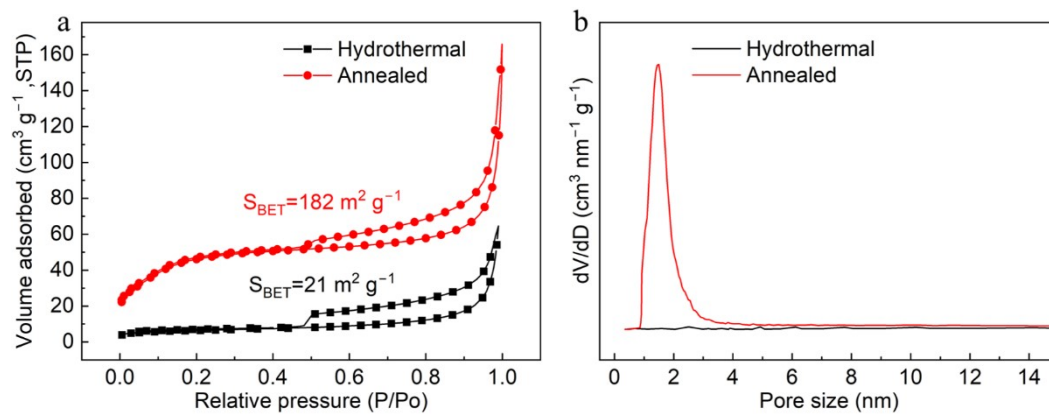 a
Hydrothermal
Annealed
S_BET=182 m² g⁻¹
S_BET=21 m² g⁻¹
Volume adsorbed (cm³ g⁻¹ ,STP)
160
140
120
100
80
60
40
20
0
0.0 0.2 0.4 0.6 0.8 1.0
Relative pressure (P/Po)
b
Hydrothermal
Annealed
dV/dD (cm³ nm⁻¹ g⁻¹)
0 2 4 6 8 10 12 14
Pore size (nm)